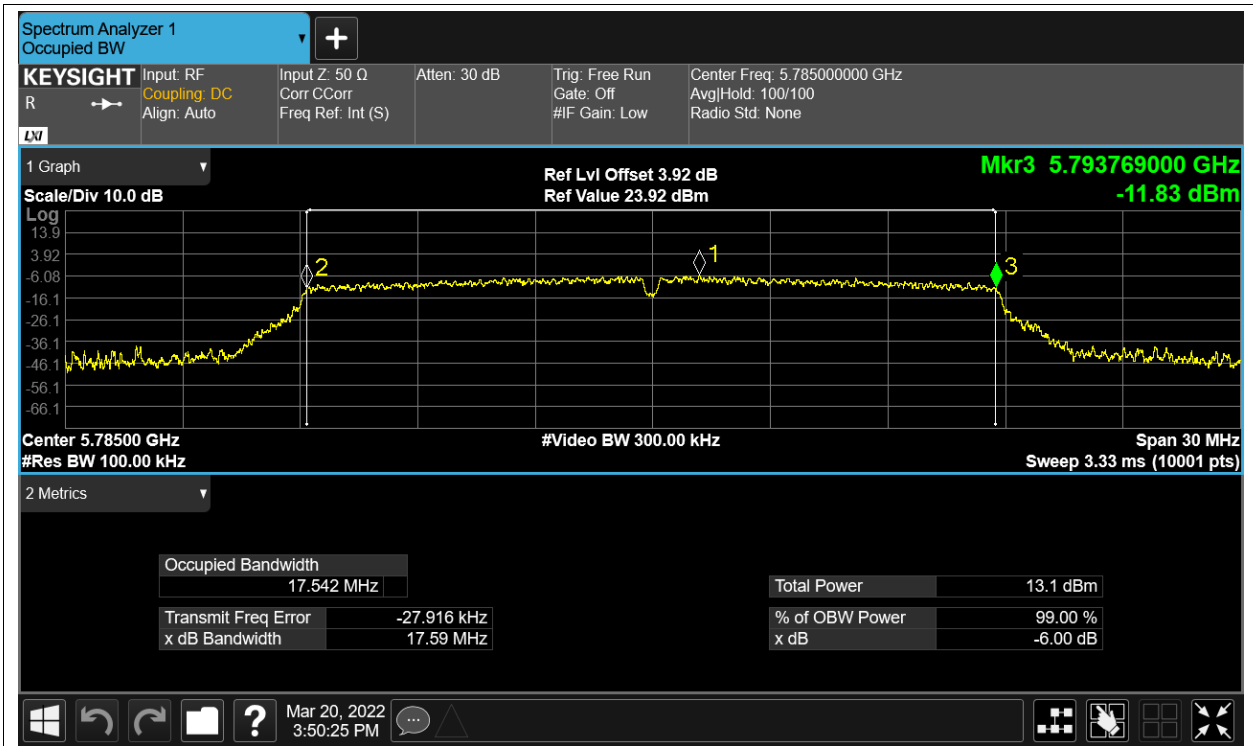 Spectrum Analyzer 1
Occupied BW
KEYSIGHT
R
LXI
Input: RF
Coupling: DC
Align: Auto
Input Z: 50 Ω
Corr CCorr
Freq Ref: Int (S)
Atten: 30 dB
Trig: Free Run
Gate: Off
#IF Gain: Low
Center Freq: 5.785000000 GHz
Avg|Hold: 100/100
Radio Std: None
1 Graph
Scale/Div 10.0 dB
Ref Lvl Offset 3.92 dB
Ref Value 23.92 dBm
Mkr3 5.793769000 GHz
-11.83 dBm
Log
13.9
3.92
-6.08
-16.1
-26.1
-36.1
-46.1
-56.1
-66.1
2
1
3
Center 5.78500 GHz
#Video BW 300.00 kHz
Span 30 MHz
#Res BW 100.00 kHz
Sweep 3.33 ms (10001 pts)
2 Metrics
Occupied Bandwidth
17.542 MHz
Transmit Freq Error -27.916 kHz
x dB Bandwidth 17.59 MHz
Total Power 13.1 dBm
% of OBW Power 99.00 %
x dB -6.00 dB
?
Mar 20, 2022
3:50:25 PM